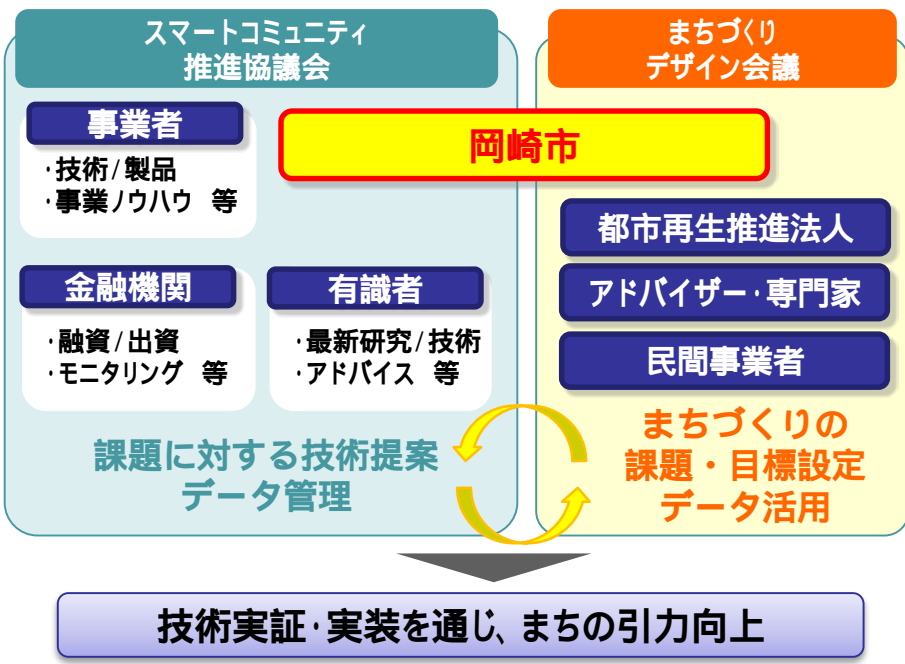 スマートコミュニティ
推進協議会
事業者
・技術/製品
・事業ノウハウ 等
金融機関
・融資/出資
・モニタリング 等
有識者
・最新研究/技術
・アドバイス 等
課題に対する技術提案
データ管理
岡崎市
まちづくり
デザイン会議
都市再生推進法人
アドバイザー・専門家
民間事業者
まちづくりの
課題・目標設定
データ活用
技術実証・実装を通じ、まちの引力向上